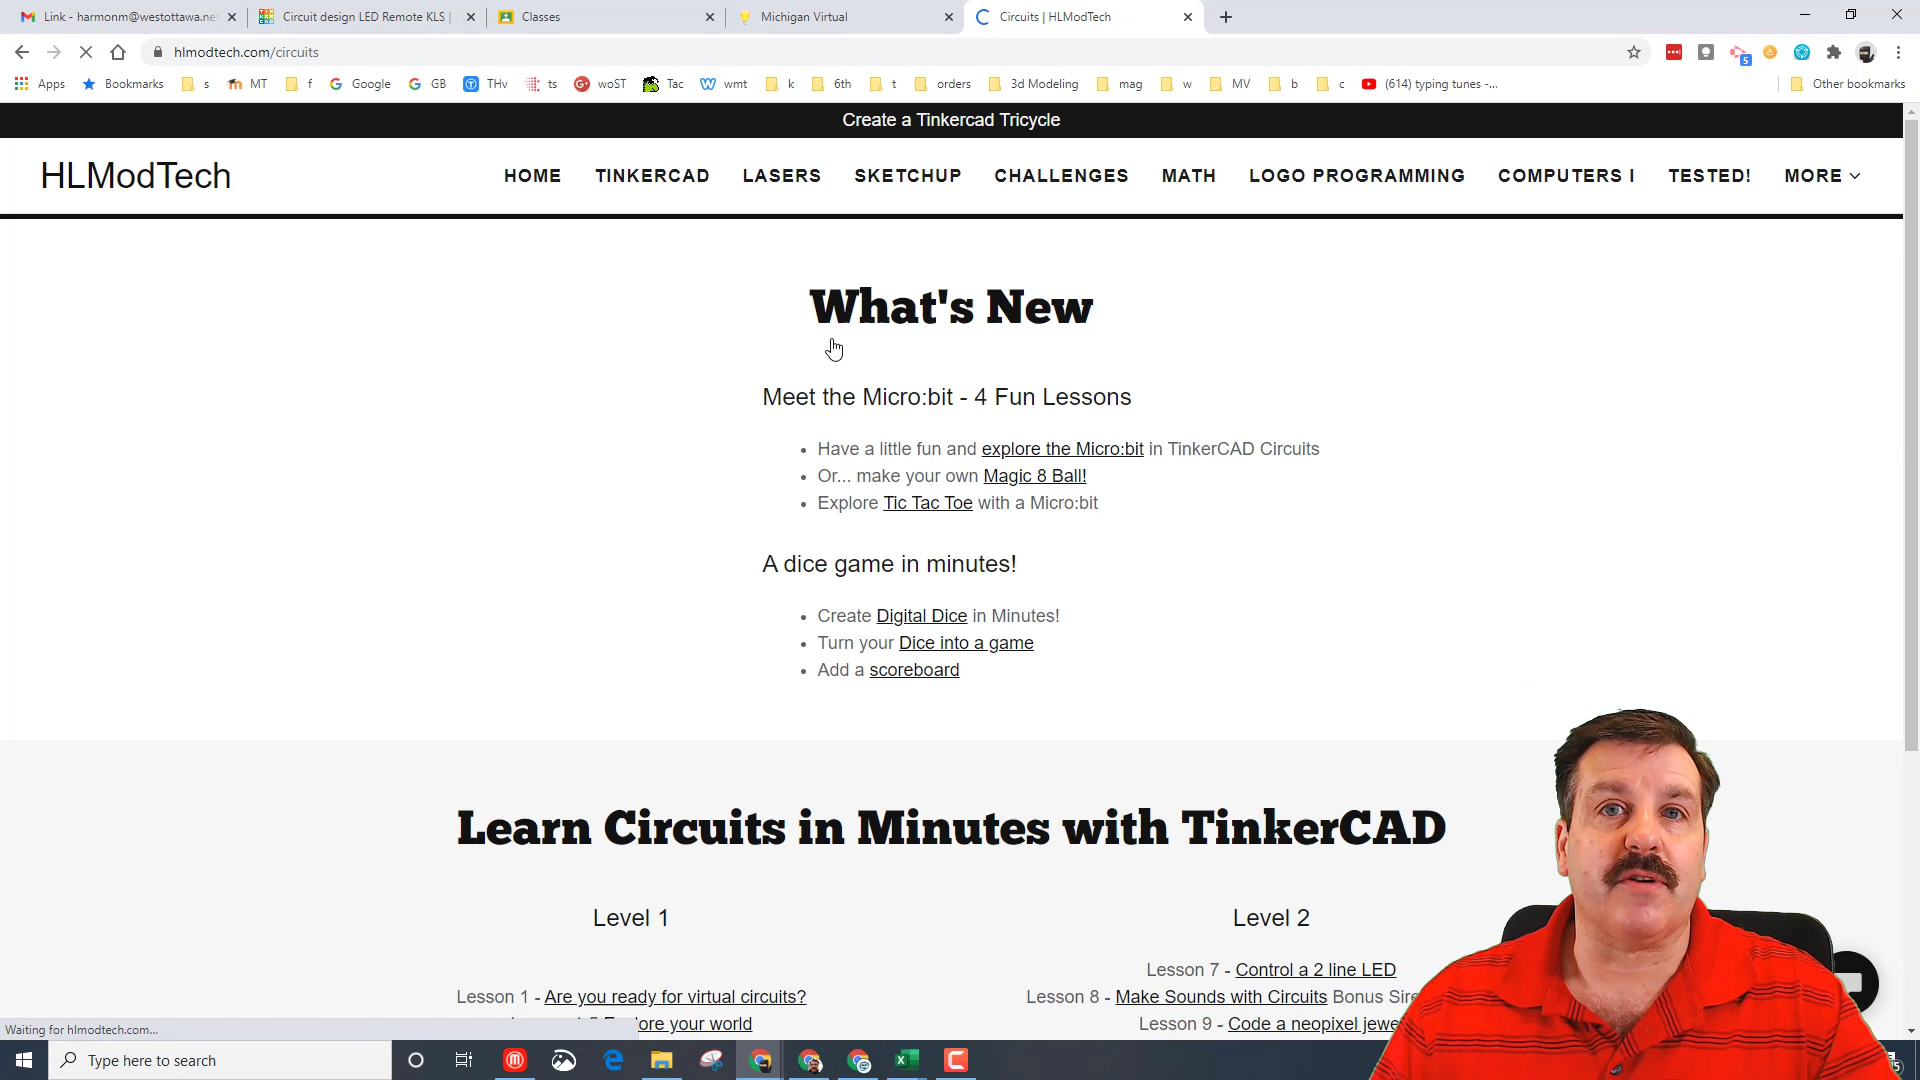 Link - harmonm@westottawa.ne
Circuit design LED Remote KLS | T
Classes
Michigan Virtual
Circuits | HLModTech
hlmodtech.com/circuits
5
Apps
Bookmarks
s
MT
f
Google
GB
THv
ts
woST
Tac
wmt
k
6th
t
orders
3d Modeling
mag
w
MV
b
c
(614) typing tunes -...
Other bookmarks
Create a Tinkercad Tricycle
HLModTech
HOME
TINKERCAD
LASERS
SKETCHUP
CHALLENGES
MATH
LOGO PROGRAMMING
COMPUTERS I
TESTED!
MORE
What's New
Meet the Micro:bit - 4 Fun Lessons
• Have a little fun and explore the Micro:bit in TinkerCAD Circuits
• Or... make your own Magic 8 Ball!
• Explore Tic Tac Toe with a Micro:bit
A dice game in minutes!
• Create Digital Dice in Minutes!
• Turn your Dice into a game
• Add a scoreboard
Learn Circuits in Minutes with TinkerCAD
Level 1
Lesson 1 - Are you ready for virtual circuits?
ore your world
Level 2
Lesson 7 - Control a 2 line LED
Lesson 8 - Make Sounds with Circuits Bonus Sire
Lesson 9 - Code a neopixel jewe
Waiting for hlmodtech.com...
Type here to search